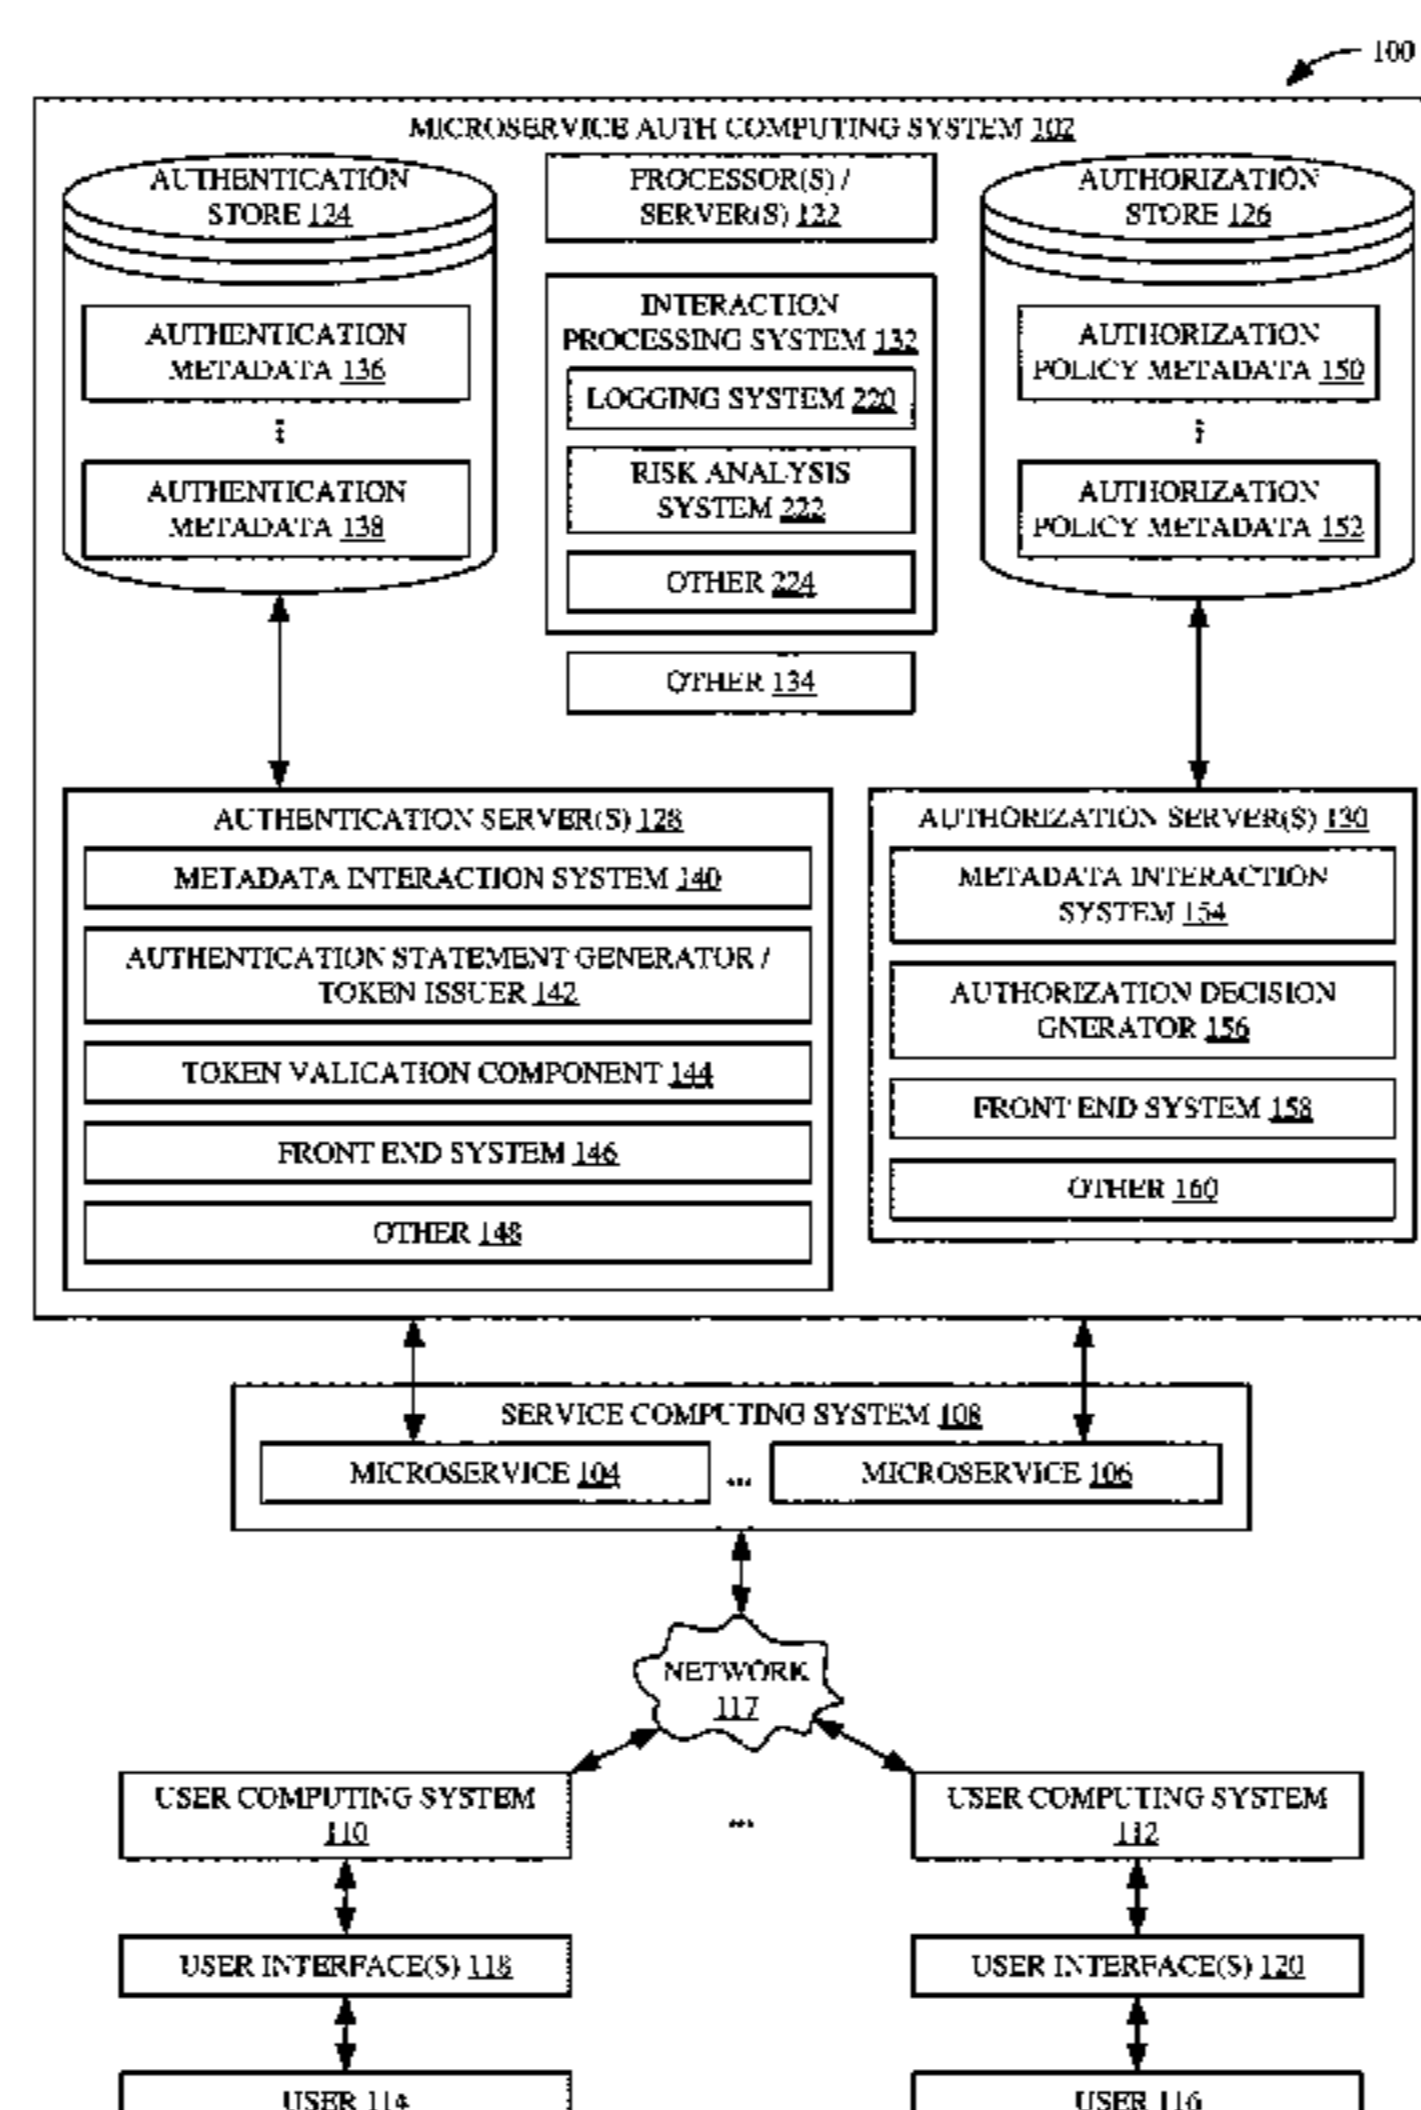 100
MICROSERVICE AUTH COMPUTING SYSTEM 102
AUTHENTICATION
STORE 124
AUTHENTICATION
METADATA 136
AUTHENTICATION
METADATA 138
PROCESSOR(S) /
SERVER(S) 122
INTERACTION
PROCESSING SYSTEM 132
LOGGING SYSTEM 220
RISK ANALYSIS
SYSTEM 222
OTHER 224
OTHER 134
AUTHORIZATION
STORE 126
AUTHORIZATION
POLICY METADATA 150
AUTHORIZATION
POLICY METADATA 152
AUTHENTICATION SERVER(S) 128
METADATA INTERACTION SYSTEM 140
AUTHENTICATION STATEMENT GENERATOR /
TOKEN ISSUER 142
TOKEN VALICATION COMPONENT 144
FRONT END SYSTEM 146
OTHER 148
AUTHORIZATION SERVER(S) 130
METADATA INTERACTION
SYSTEM 154
AUTHORIZATION DECISION
GNERATOR 156
FRONT END SYSTEM 158
OTHER 160
SERVICE COMPUTING SYSTEM 108
MICROSERVICE 104
...
MICROSERVICE 106
NETWORK
117
USER COMPUTING SYSTEM
110
...
USER COMPUTING SYSTEM
112
USER INTERFACE(S) 118
USER INTERFACE(S) 120
USER 114
USER 116